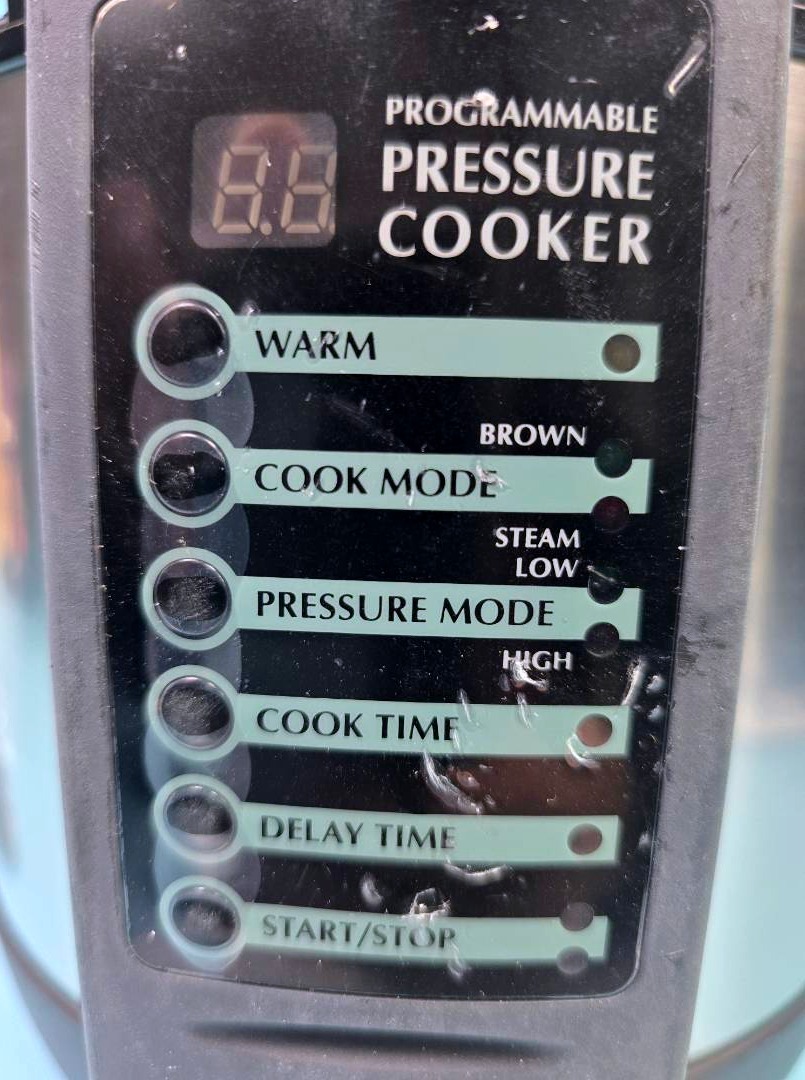 PROGRAMMABLE
PRESSURE
COOKER
WARM
BROWN
COOK MODE
STEAM
LOW
PRESSURE MODE
HIGH
COOK TIME
DELAY TIME
START/STOP